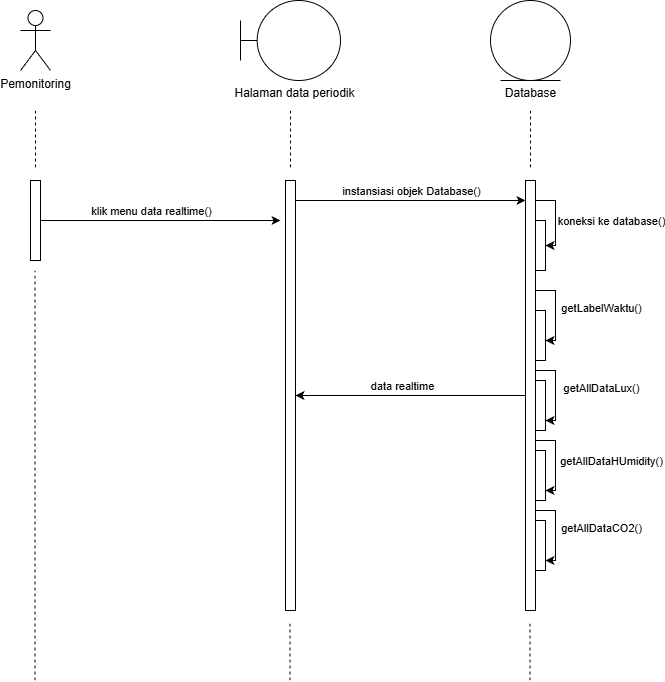 Pemonitoring
Halaman data periodik
Database
instansiasi objek Database()
klik menu data realtime()
koneksi ke database()
getLabelWaktu()
data realtime
getAllDataLux()
getAllDataHUmidity()
getAllDataCO2()